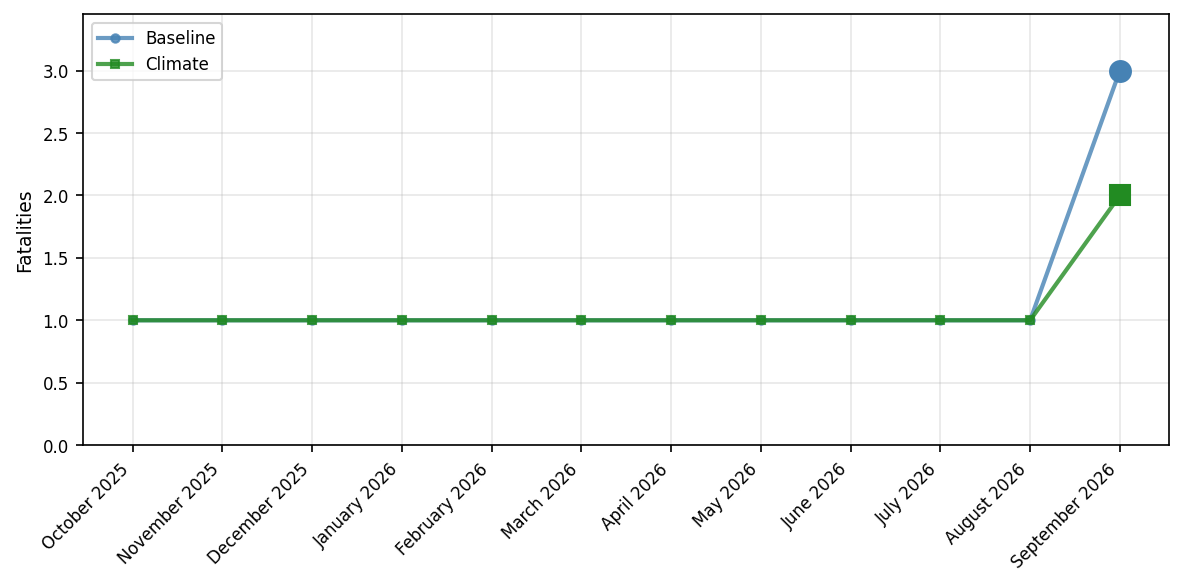 Baseline
Climate
Fatalities
3.0
2.5
2.0
1.5
1.0
0.5
0.0
October 2025
November 2025
December 2025
January 2026
February 2026
March 2026
April 2026
May 2026
June 2026
July 2026
August 2026
September 2026